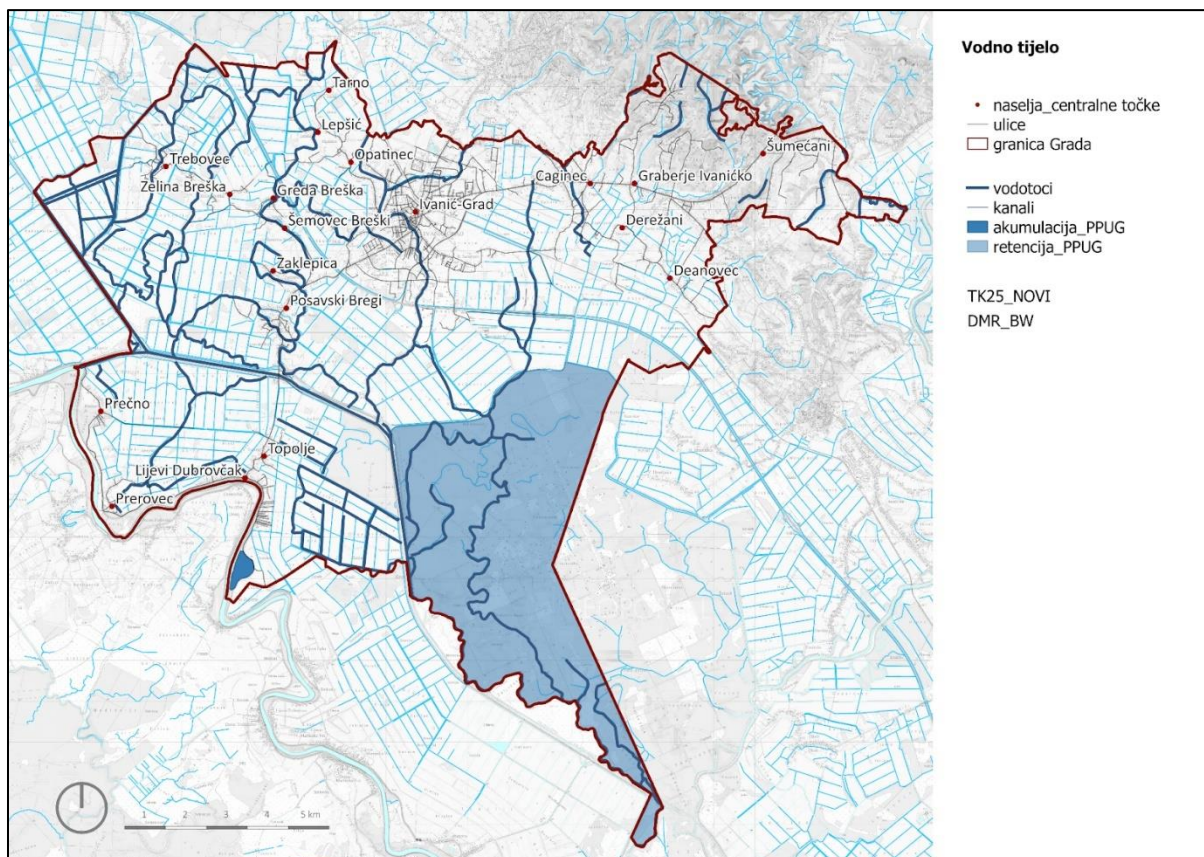 Vodno tijelo
naselja_centralne točke
ulice
granica Grada
vodotoci
kanali
akumulacija_PPUG
retencija_PPUG
TK25_NOVI
DMR_BW
Tarno
Lepšić
Opatinec
Trebovec
Zelina Breška
Greda Breška
Ivanić-Grad
Šemovec Breški
Zaklepica
Posavski Bregi
Caginec
Graberje Ivanićko
Šumećani
Derežani
Deanovec
Prečno
Topolje
Lijevi Dubrovčak
Prerovec
1 2 3 4 5 km